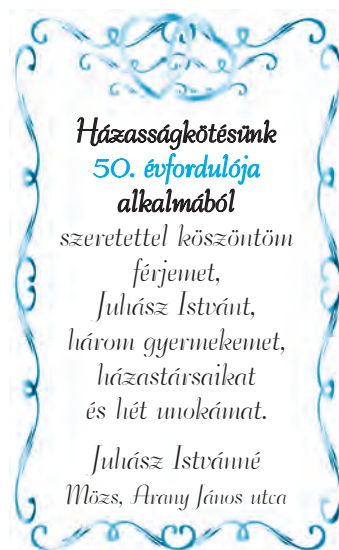 Házasságkötésünk
50. évfordulója
alkalmából
szeretettel köszöntöm
férjemet,
Juhász Istvánt,
három gyermekemet,
házastársaikat
és hét unokámat.
Juhász Istvánné
Mözs, Arany János utca